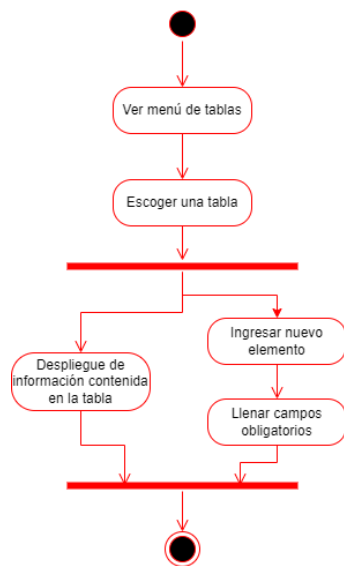 Ver menú de tablas
Escoger una tabla
Ingresar nuevo
elemento
Despliegue de
información contenida
en la tabla
Llenar campos
obligatorios